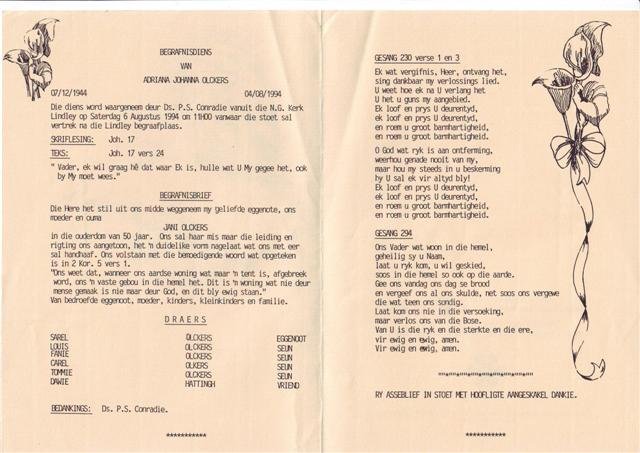 BEGRAFNISDIENS
VAN
ADRIANA JOHANNA OLCKERS
07/12/1944 04/08/1994
Die diens word waargeneem deur Ds. P.S. Conradie vanuit die N.G. Kerk
Lindley op Saterdag 6 Augustus 1994 om 11H00 vanwaar die stoet sal
vertrek na die Lindley begraafplaas.
SKRIFLESING: Joh. 17
TEKS: Joh. 17 vers 24
" Vader, ek wil graag hê dat waar Ek is, hulle wat U My gegee het, ook
by My moet wees."
BEGRAFNISBRIEF
Die Here het stil uit ons midde weggeneem my geliefde eggenote, ons
moeder en ouma
JANI OLCKERS
in die ouderdom van 50 jaar. Ons sal haar mis maar die leiding en
rigting ons aangetoon, het 'n duidelike vorm nagelaat wat ons met eer
sal handhaaf. Ons volstaan met die bemoedigende woord wat opgeteken
is in 2 Kor. 5 vers 1.
"Ons weet dat, wanneer ons aardse woning wat maar 'n tent is, afgebreek
word, ons 'n vaste gebou in die hemel het. Dit is 'n woning wat nie deur
mense gemaak is nie maar deur God, en dit bly ewig staan."
Van bedroefde eggenoot, moeder, kinders, kleinkinders en familie.
D R A E R S
SAREL OLCKERS EGGENOOT
LOUIS OLCKERS SEUN
FANIE OLCKERS SEUN
CAREL OLKERS SEUN
TOMMIE OLCKERS SEUN
DAWIE HATTINGH VRIEND
BEDANKINGS: Ds. P.S. Conradie.
***********
GESANG 230 verse 1 en 3
Ek wat vergifnis, Heer, ontvang het,
sing dankbaar my verlossings lied.
U weet hoe ek na U verlang het
U het u guns my aangebied.
Ek loof en prys U deurentyd,
ek loof en prys U deurentyd,
en roem u groot barmhartigheid,
en roem u groot barmhartigheid.
O God wat ryk is aan ontferming,
weerhou genade nooit van my,
maar hou my steeds in u beskerming
by U sal ek vir altyd bly!
Ek loof en prys U deurentyd,
Ek loof en prys U deurentyd,
en roem u groot barmhartigheid,
en roem u groot barmhartigheid.
GESANG 294
Ons Vader wat woon in die hemel,
geheilig sy u Naam,
laat u ryk kom, u wil geskied,
soos in die hemel so ook op die aarde.
Gee ons vandag ons dag se brood
en vergeef ons al ons skulde, net soos ons vergewe
die wat teen ons sondig.
Laat kom ons nie in die versoeking,
maar verlos ons van die Bose.
Van U is die ryk en die sterkte en die ere,
vir ewig en ewig, amen.
Vir ewig en ewig, amen.
RY ASSEBLIEF IN STOET MET HOOFLIGTE AANGESKAKEL DANKIE.
***********